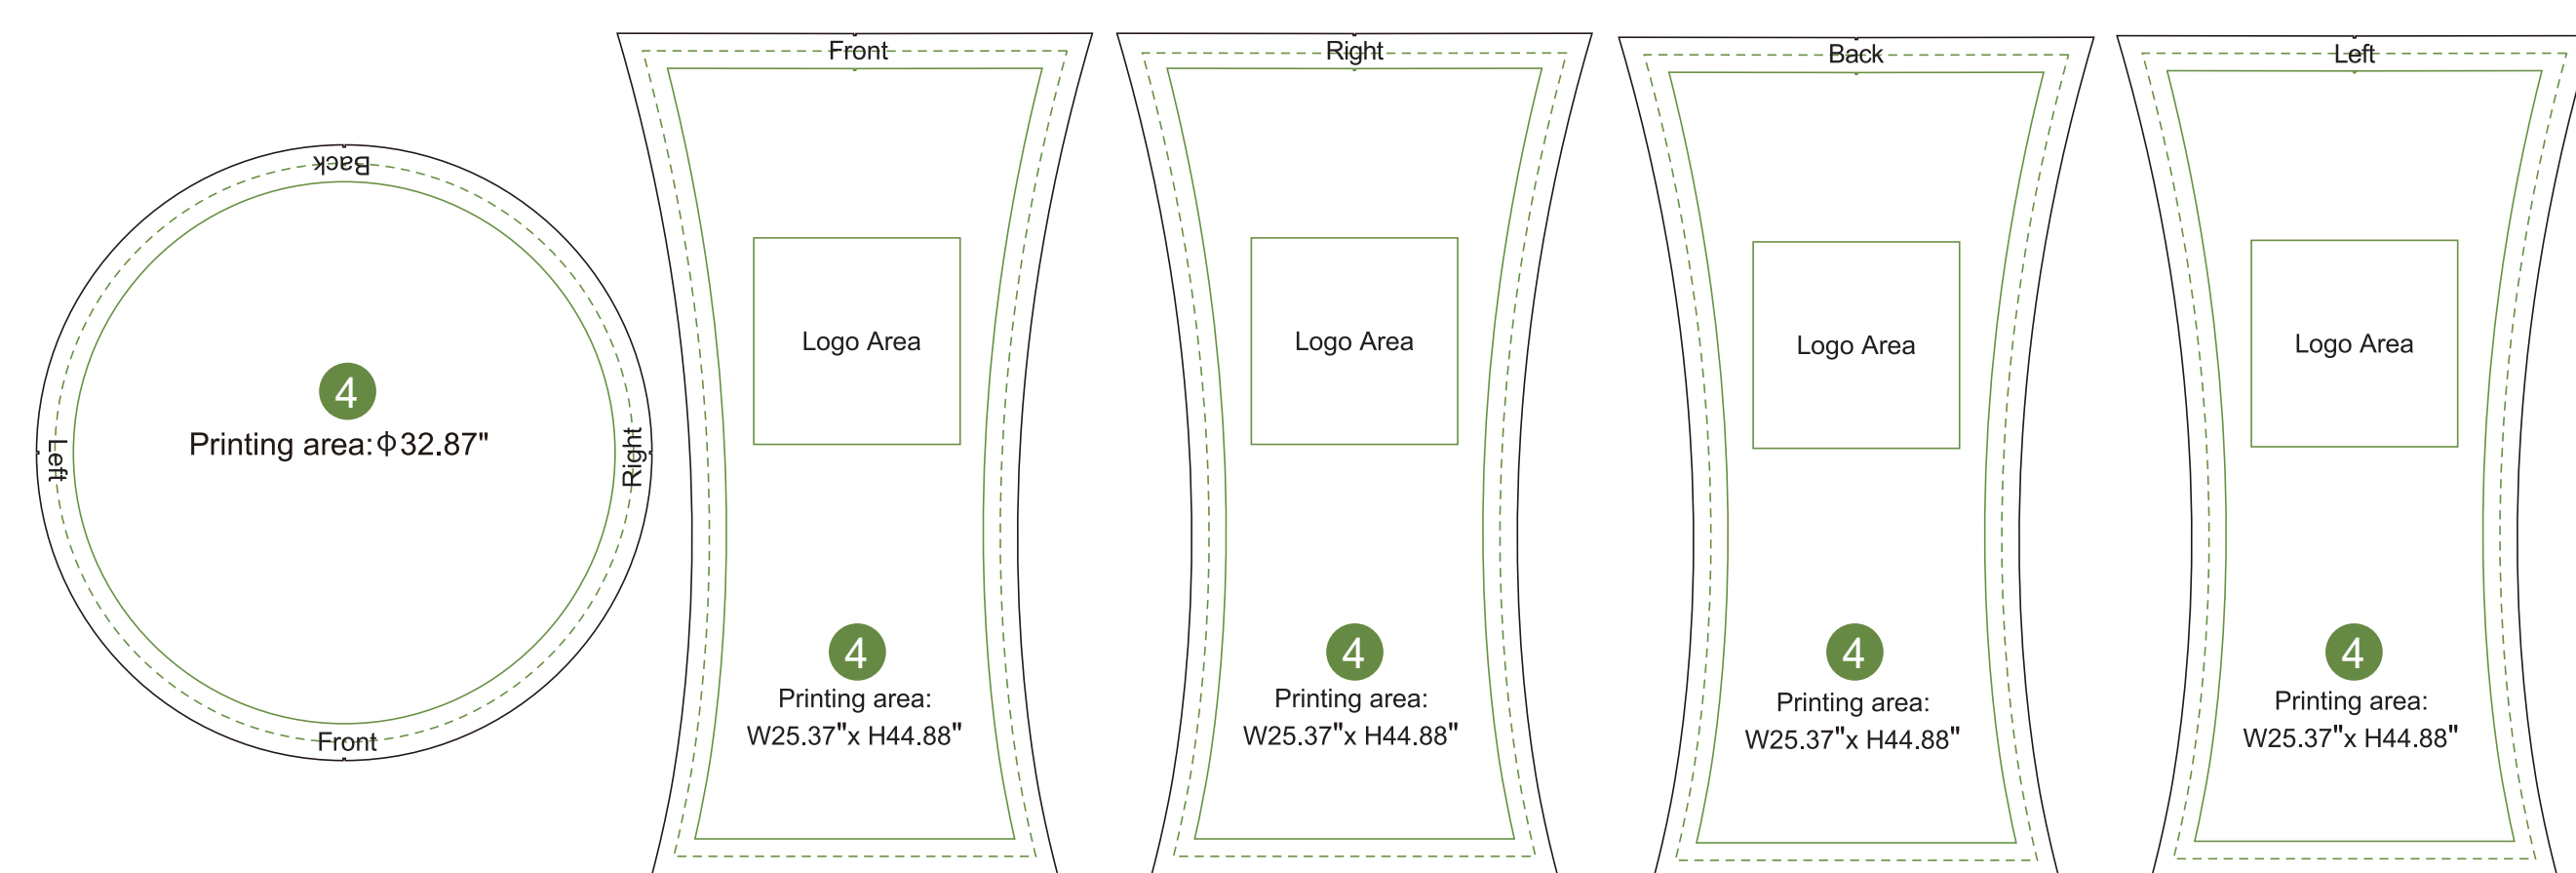 Back
Left
4
Printing area:Φ32.87"
Right
Front
Front
Logo Area
4
Printing area:
W25.37"x H44.88"
Right
Logo Area
4
Printing area:
W25.37"x H44.88"
Back
Logo Area
4
Printing area:
W25.37"x H44.88"
Left
Logo Area
4
Printing area:
W25.37"x H44.88"